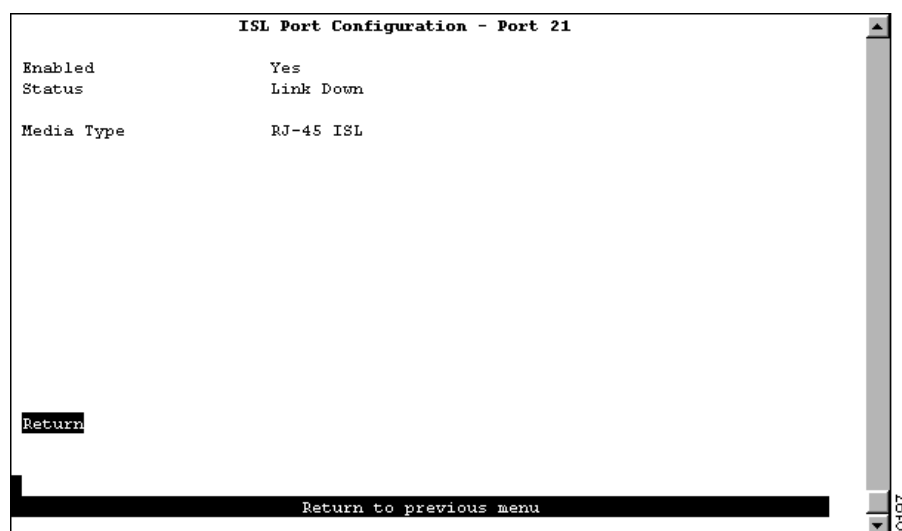 ISL Port Configuration - Port 21
Enabled Yes
Status Link Down
Media Type RJ-45 ISL
Return
Return to previous menu